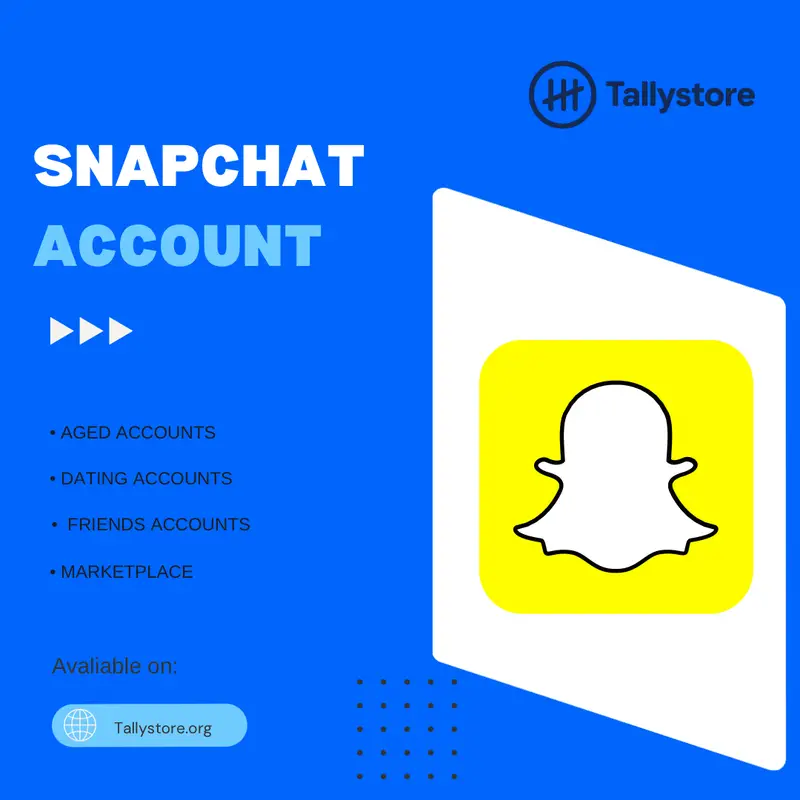 Tallystore
SNAPCHAT
ACCOUNT
• AGED ACCOUNTS
• DATING ACCOUNTS
• FRIENDS ACCOUNTS
• MARKETPLACE
Avaliable on:
Tallystore.org